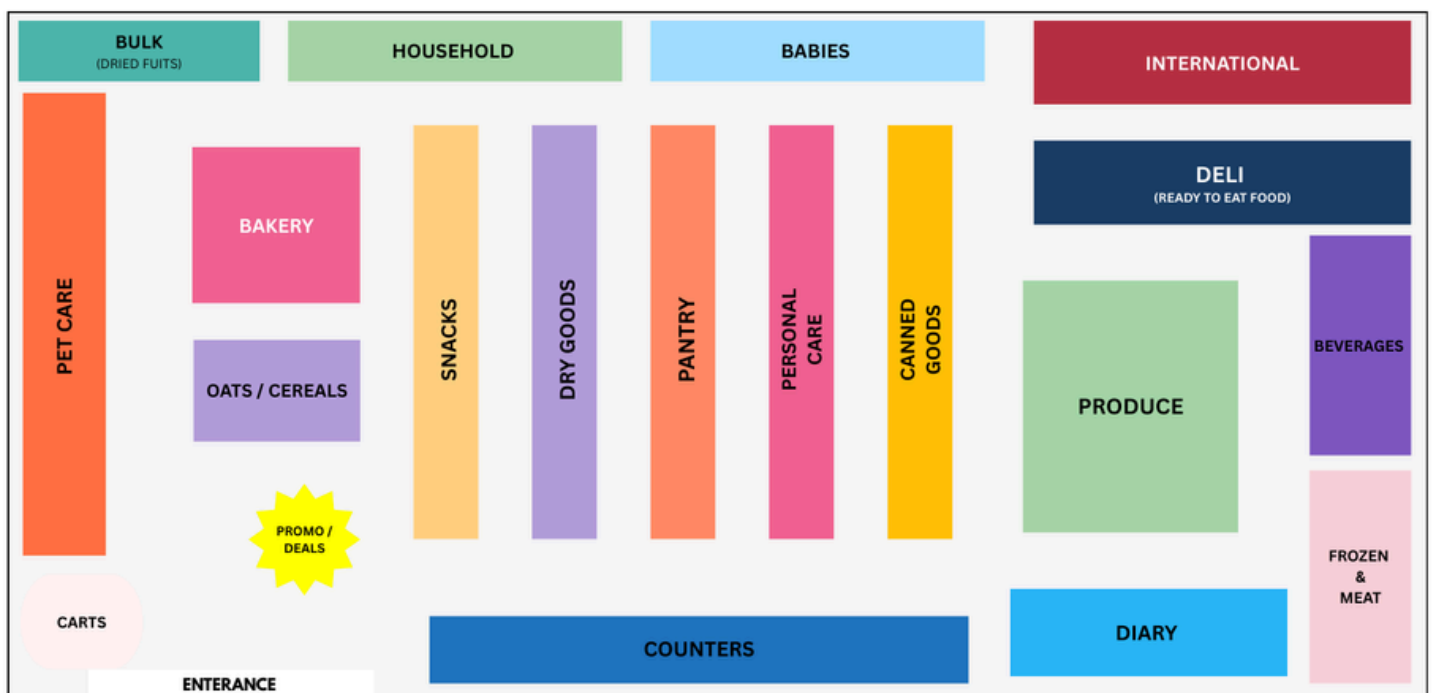 BULK
(DRIED FUITS)
HOUSEHOLD
BABIES
INTERNATIONAL
DELI
(READY TO EAT FOOD)
PET CARE
BAKERY
OATS / CEREALS
PROMO /
DEALS
SNACKS
DRY GOODS
PANTRY
PERSONAL
CARE
CANNED
GOODS
PRODUCE
BEVERAGES
FROZEN
&
MEAT
CARTS
ENTERANCE
COUNTERS
DIARY